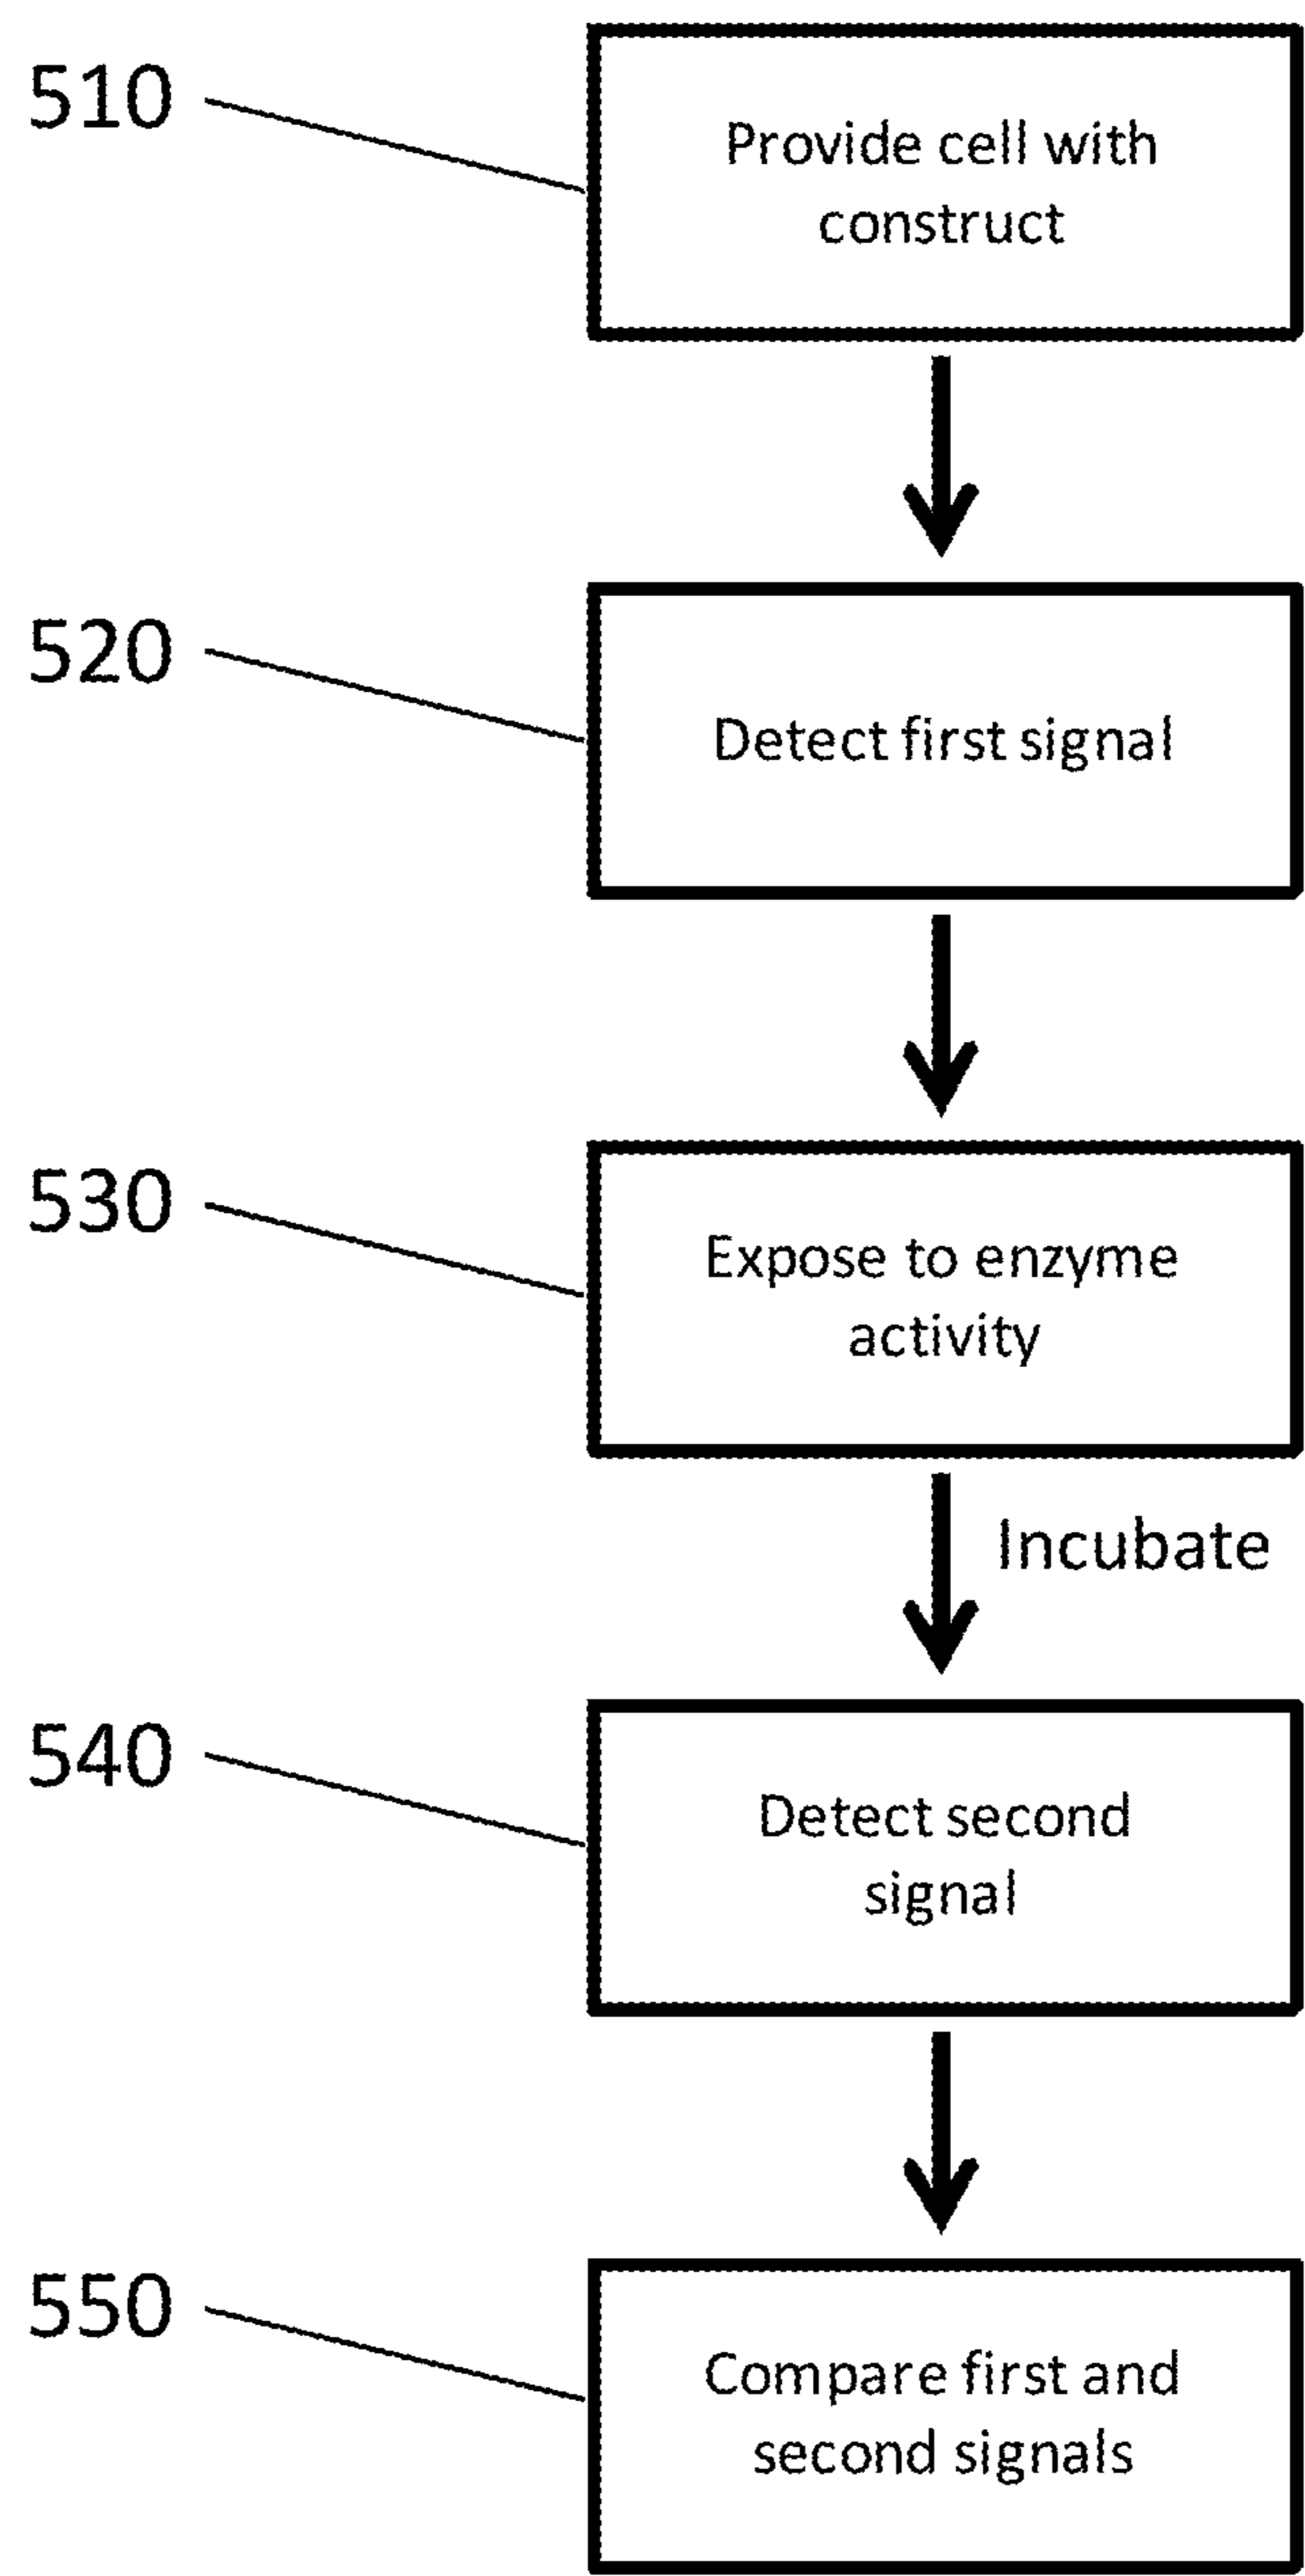 510
Provide cell with
construct
520
Detect first signal
530
Expose to enzyme
activity
Incubate
540
Detect second
signal
550
Compare first and
second signals